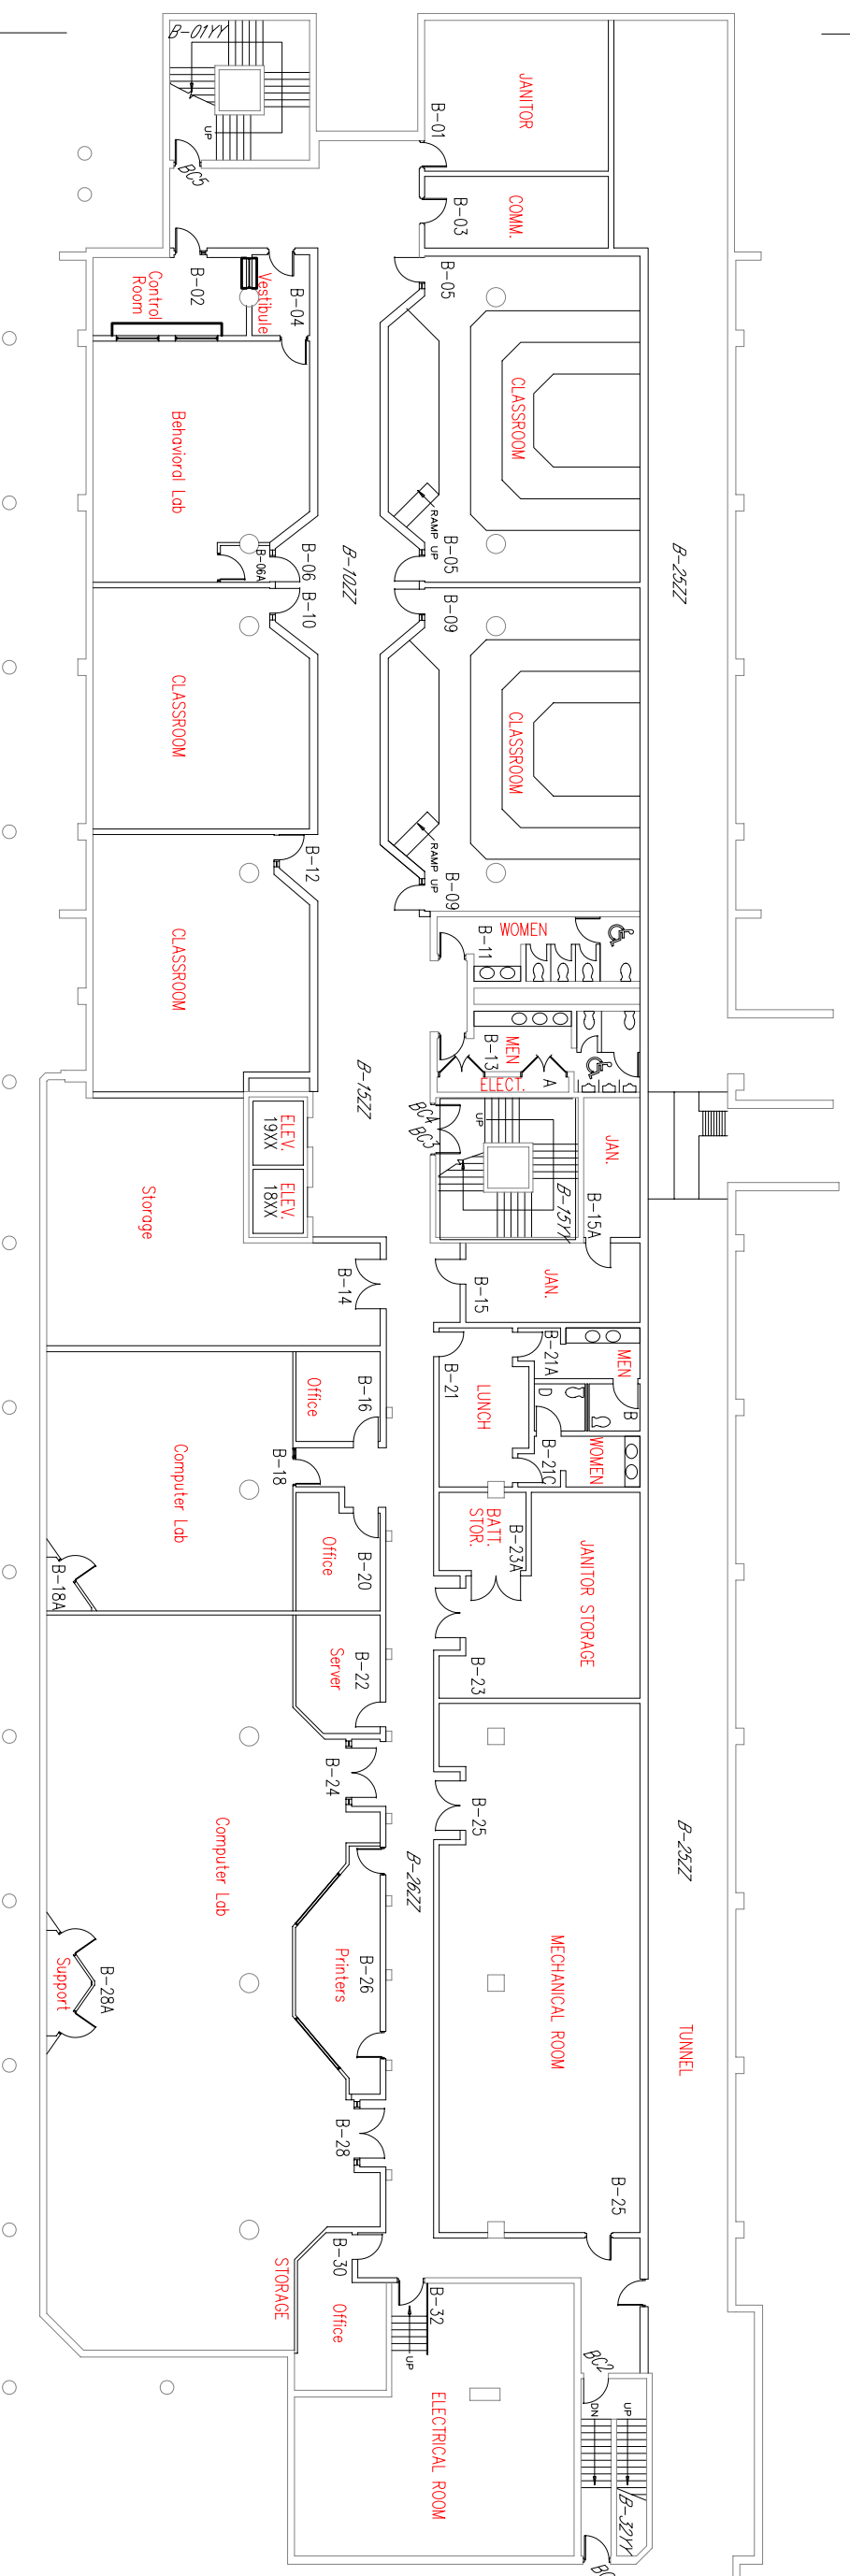 B-01YY
UP
BC5
JANITOR
B-01
COMM.
B-03
B-02
Control
Room
Vestibule
B-04
B-05
CLASSROOM
Behavioral Lab
RAMP UP
B-05
B-06
B-06A
B-10ZZ
B-25ZZ
B-10
B-09
CLASSROOM
CLASSROOM
RAMP UP
B-09
B-12
CLASSROOM
WOMEN
B-11
MEN
B-13
ELECT.
A
B-15ZZ
BC4
BC3
UP
B-15YY
JAN.
B-15A
ELEV.
19XX
ELEV.
18XX
Storage
B-14
B-15
JAN.
B-21
LUNCH
B-21A
MEN
D
B
B-21C
WOMEN
B-16
Office
B-18
Computer Lab
B-20
Office
B-18A
BATT.
STOR.
B-23A
JANITOR STORAGE
B-23
B-22
Server
B-24
B-25
Computer Lab
B-26ZZ
B-25ZZ
B-26
Printers
B-28A
Support
MECHANICAL ROOM
TUNNEL
B-28
B-25
B-30
STORAGE
Office
B-32
UP
ELECTRICAL ROOM
BC2
DN
UP
B-32YY